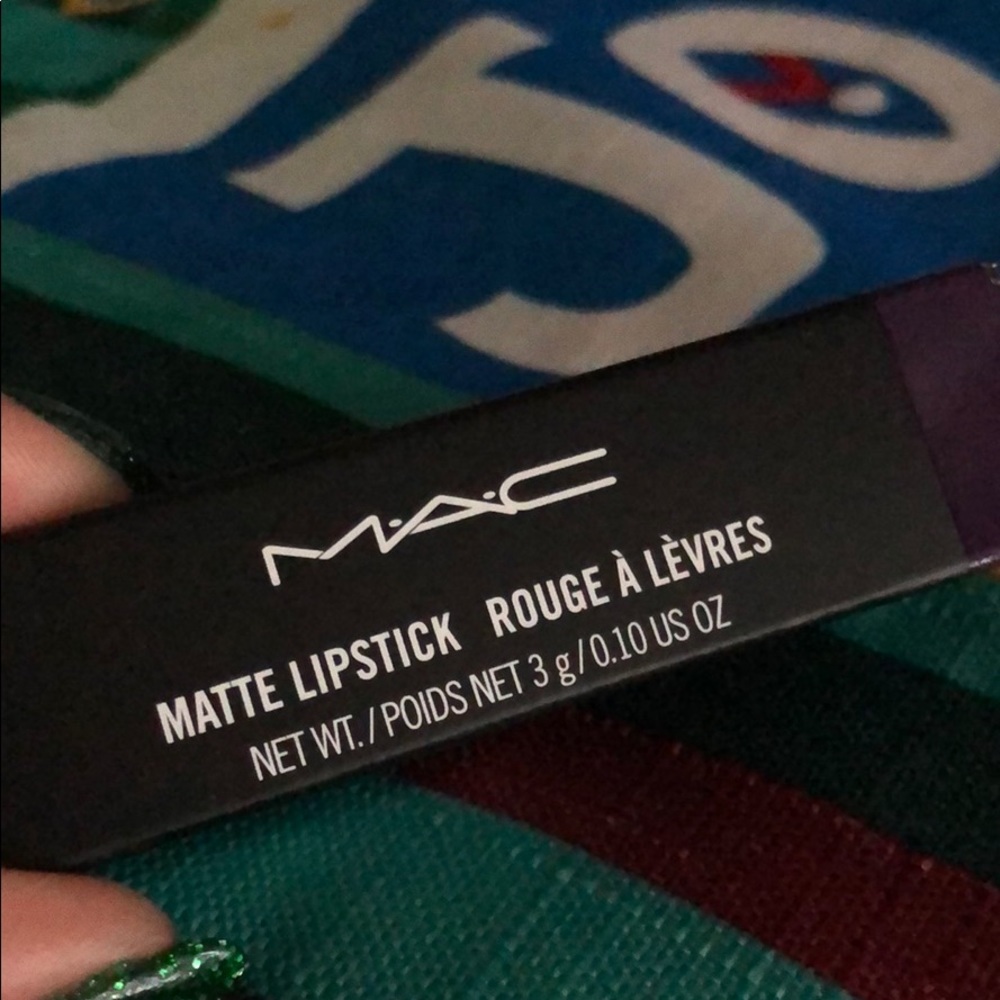 M·A·C
MATTE LIPSTICK ROUGE À LÈVRES
NET WT. / POIDS NET 3 g / 0.10 US OZ